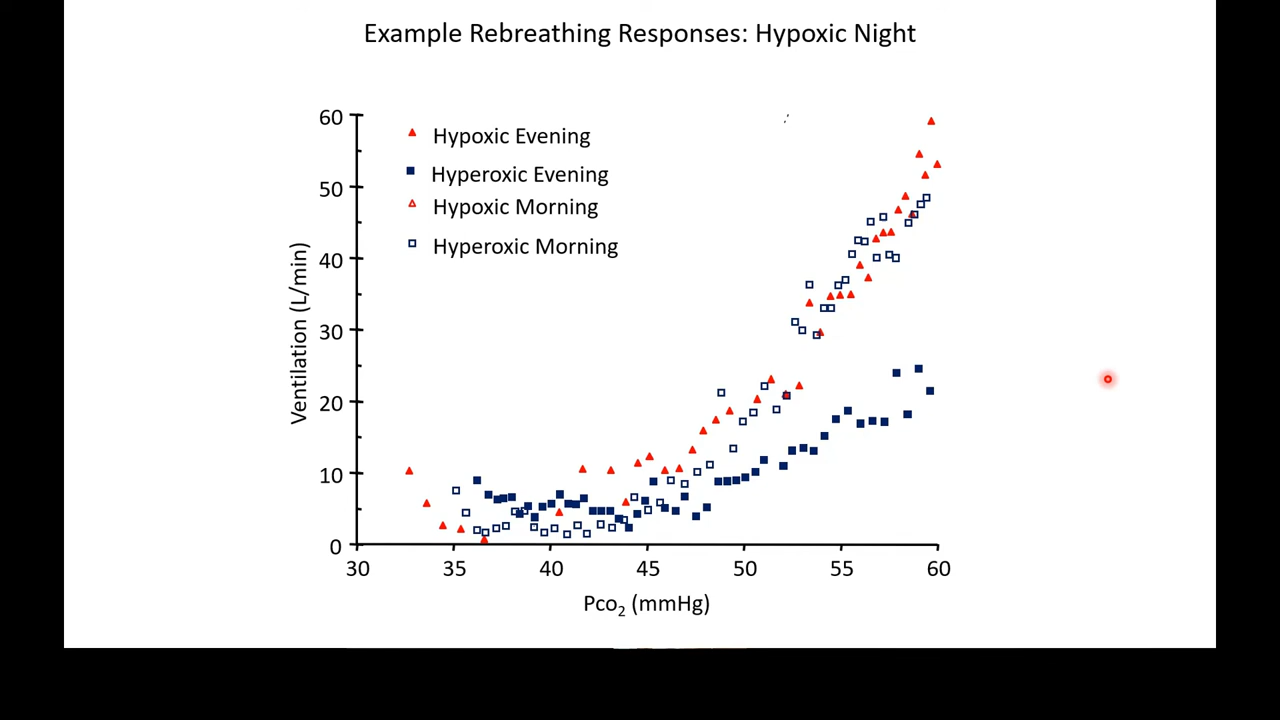 Example Rebreathing Responses: Hypoxic Night
Hypoxic Evening
Hyperoxic Evening
Hypoxic Morning
Hyperoxic Morning
Ventilation (L/min)
60
50
40
30
20
10
0
30 35 40 45 50 55 60
Pco₂ (mmHg)